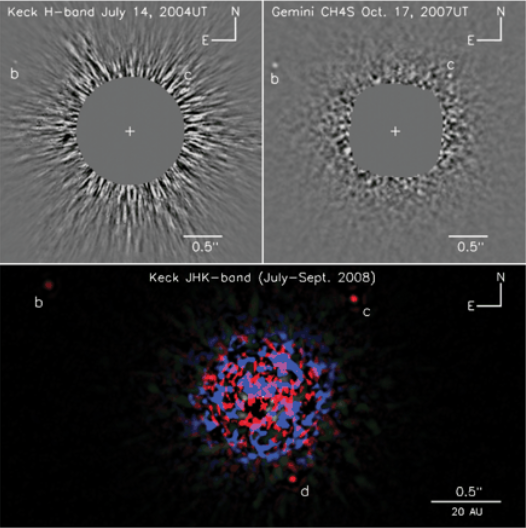 Keck H-band July 14, 2004UT
N
E
b
c
0.5"
Gemini CH4S Oct. 17, 2007UT
N
E
b
c
0.5"
Keck JHK-band (July-Sept. 2008)
N
E
b
c
d
0.5"
20 AU